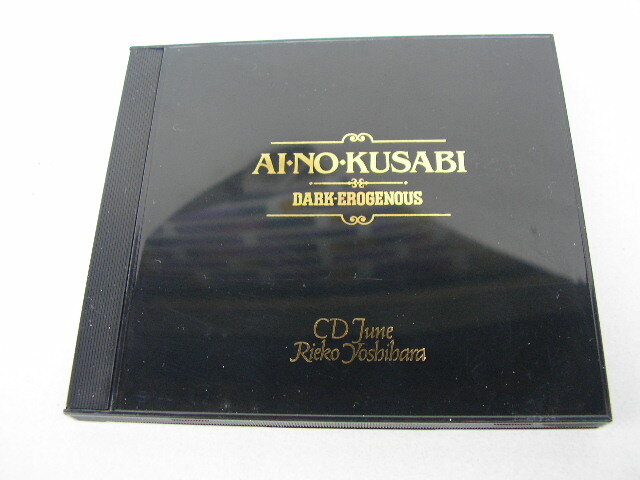 AI·NO·KUSABI
DARK-EROGENOUS
CD June
Rieko Yoshihara